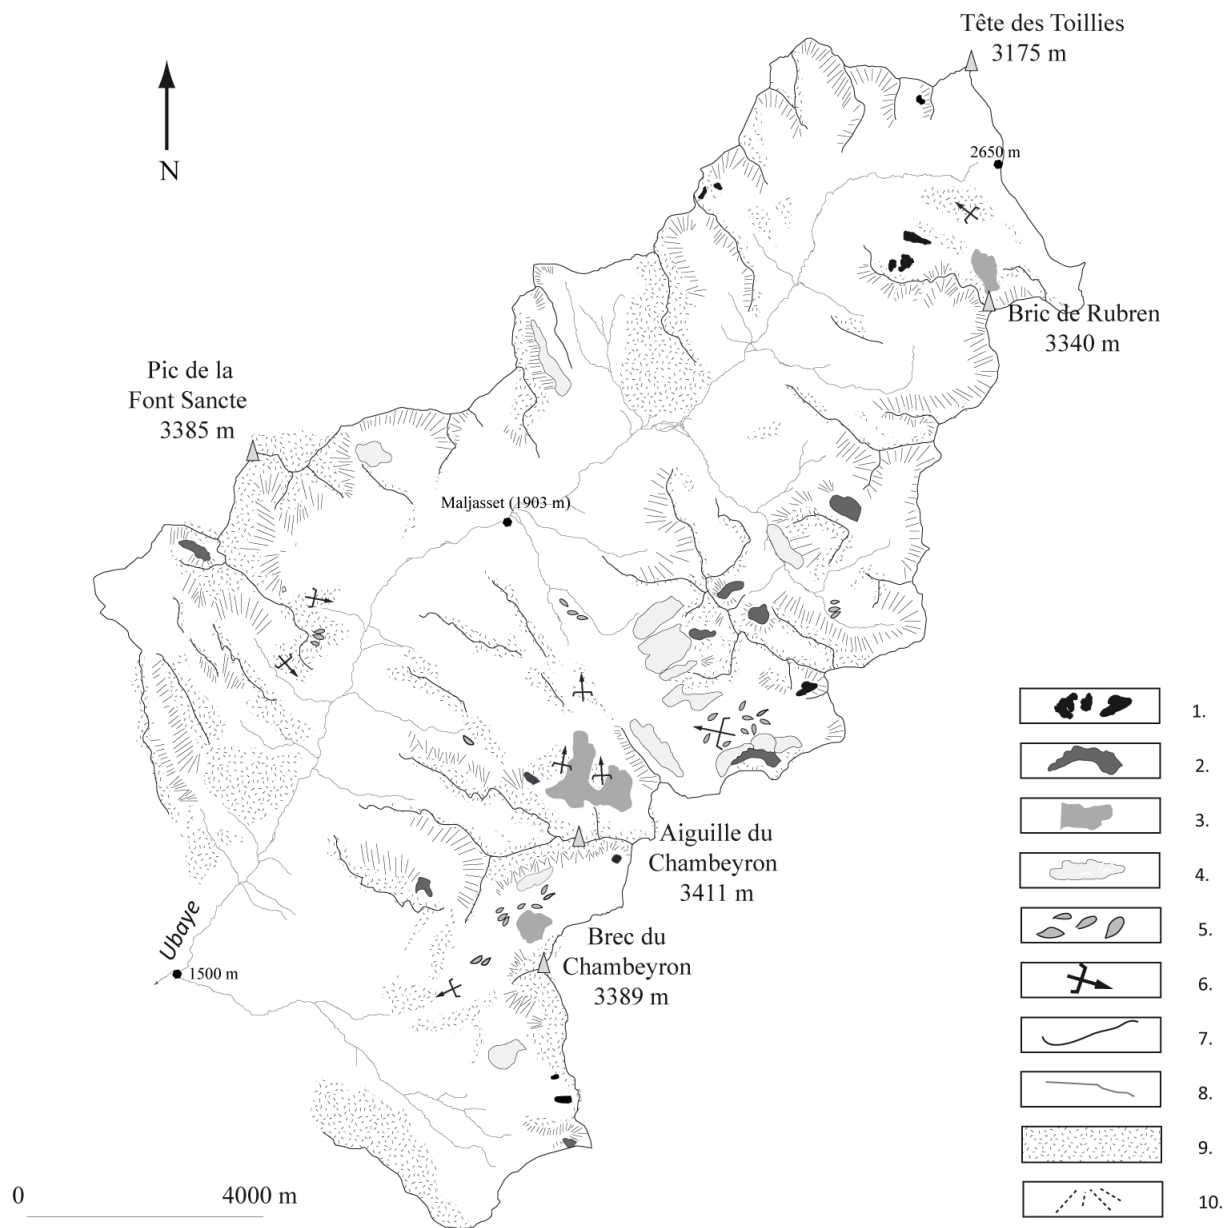 Tête des Toillies
3175 m
N
2650 m
Bric de Rubren
3340 m
Pic de la
Font Sancte
3385 m
Maljasset (1903 m)
1.
2.
3.
Aiguille du
Chambeyron
3411 m
4.
5.
Ubaye
Brec du
Chambeyron
3389 m
1500 m
6.
7.
8.
9.
0 4000 m
10.